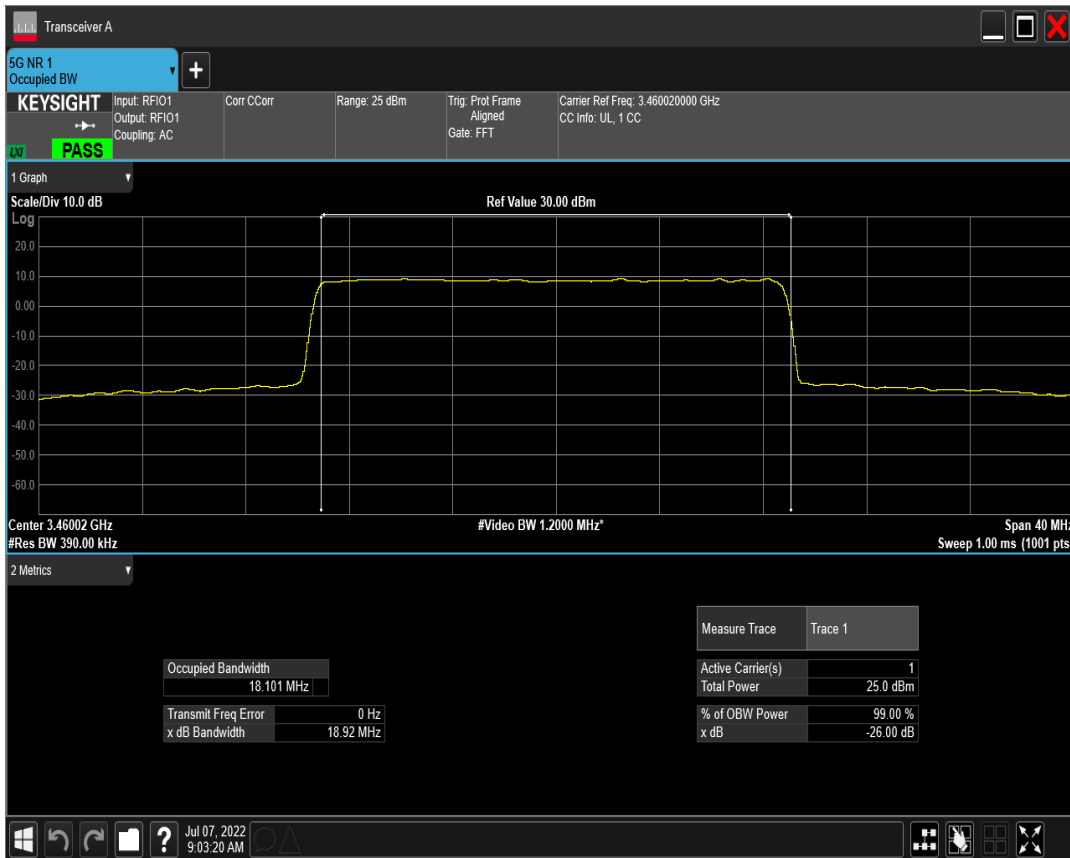 Transceiver A
5G NR 1
Occupied BW
KEYSIGHT
LXI
PASS
Input: RFIO1
Output: RFIO1
Coupling: AC
Corr CCorr
Range: 25 dBm
Trig: Prot Frame
Aligned
Gate: FFT
Carrier Ref Freq: 3.460020000 GHz
CC Info: UL, 1 CC
1 Graph
Scale/Div 10.0 dB
Ref Value 30.00 dBm
Log
20.0
10.0
0.00
-10.0
-20.0
-30.0
-40.0
-50.0
-60.0
Center 3.46002 GHz
#Video BW 1.2000 MHz*
Span 40 MHz
#Res BW 390.00 kHz
Sweep 1.00 ms (1001 pts
2 Metrics
Measure Trace Trace 1
Occupied Bandwidth
18.101 MHz
Active Carrier(s) 1
Total Power 25.0 dBm
Transmit Freq Error 0 Hz
x dB Bandwidth 18.92 MHz
% of OBW Power 99.00 %
x dB -26.00 dB
?
Jul 07, 2022
9:03:20 AM